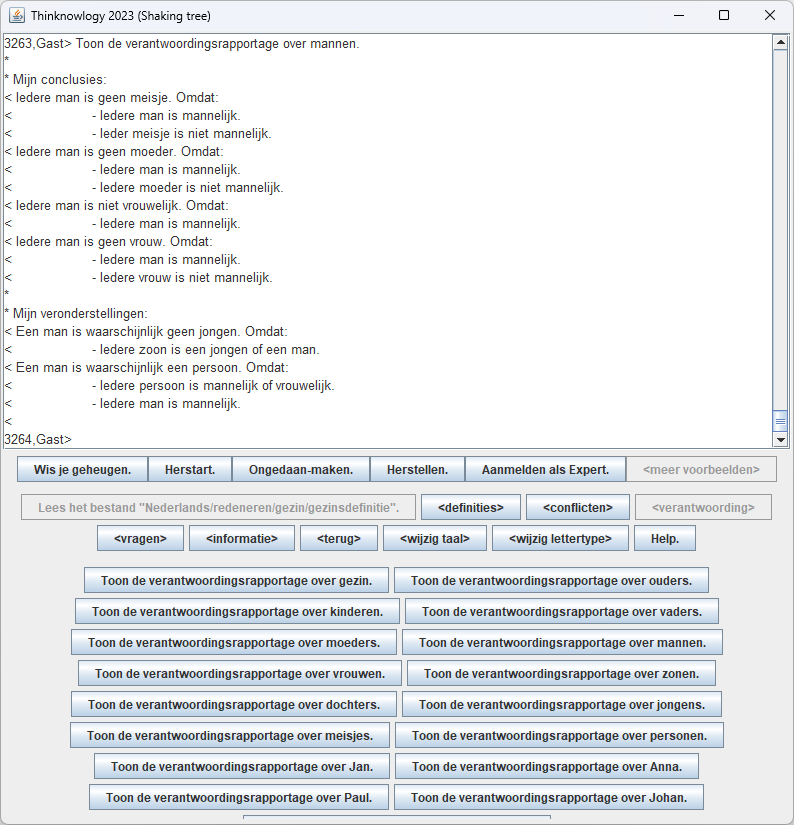 Thinknowlogy 2023 (Shaking tree)
3263,Gast> Toon de verantwoordingsrapportage over mannen.
*
* Mijn conclusies:
< Iedere man is geen meisje. Omdat:
< - Iedere man is mannelijk.
< - Ieder meisje is niet mannelijk.
< Iedere man is geen moeder. Omdat:
< - Iedere man is mannelijk.
< - Iedere moeder is niet mannelijk.
< Iedere man is niet vrouwelijk. Omdat:
< - Iedere man is mannelijk.
< Iedere man is geen vrouw. Omdat:
< - Iedere man is mannelijk.
< - Iedere vrouw is niet mannelijk.
*
* Mijn veronderstellingen:
< Een man is waarschijnlijk geen jongen. Omdat:
< - Iedere zoon is een jongen of een man.
< Een man is waarschijnlijk een persoon. Omdat:
< - Iedere persoon is mannelijk of vrouwelijk.
< - Iedere man is mannelijk.
<
3264,Gast>
Wis je geheugen. Herstart. Ongedaan-maken. Herstellen. Aanmelden als Expert. <meer voorbeelden>
Lees het bestand "Nederlands/redeneren/gezin/gezinsdefinitie". <definities> <conflicten> <verantwoording>
<vragen> <informatie> <terug> <wijzig taal> <wijzig lettertype> Help.
Toon de verantwoordingsrapportage over gezin. Toon de verantwoordingsrapportage over ouders.
Toon de verantwoordingsrapportage over kinderen. Toon de verantwoordingsrapportage over vaders.
Toon de verantwoordingsrapportage over moeders. Toon de verantwoordingsrapportage over mannen.
Toon de verantwoordingsrapportage over vrouwen. Toon de verantwoordingsrapportage over zonen.
Toon de verantwoordingsrapportage over dochters. Toon de verantwoordingsrapportage over jongens.
Toon de verantwoordingsrapportage over meisjes. Toon de verantwoordingsrapportage over personen.
Toon de verantwoordingsrapportage over Jan. Toon de verantwoordingsrapportage over Anna.
Toon de verantwoordingsrapportage over Paul. Toon de verantwoordingsrapportage over Johan.